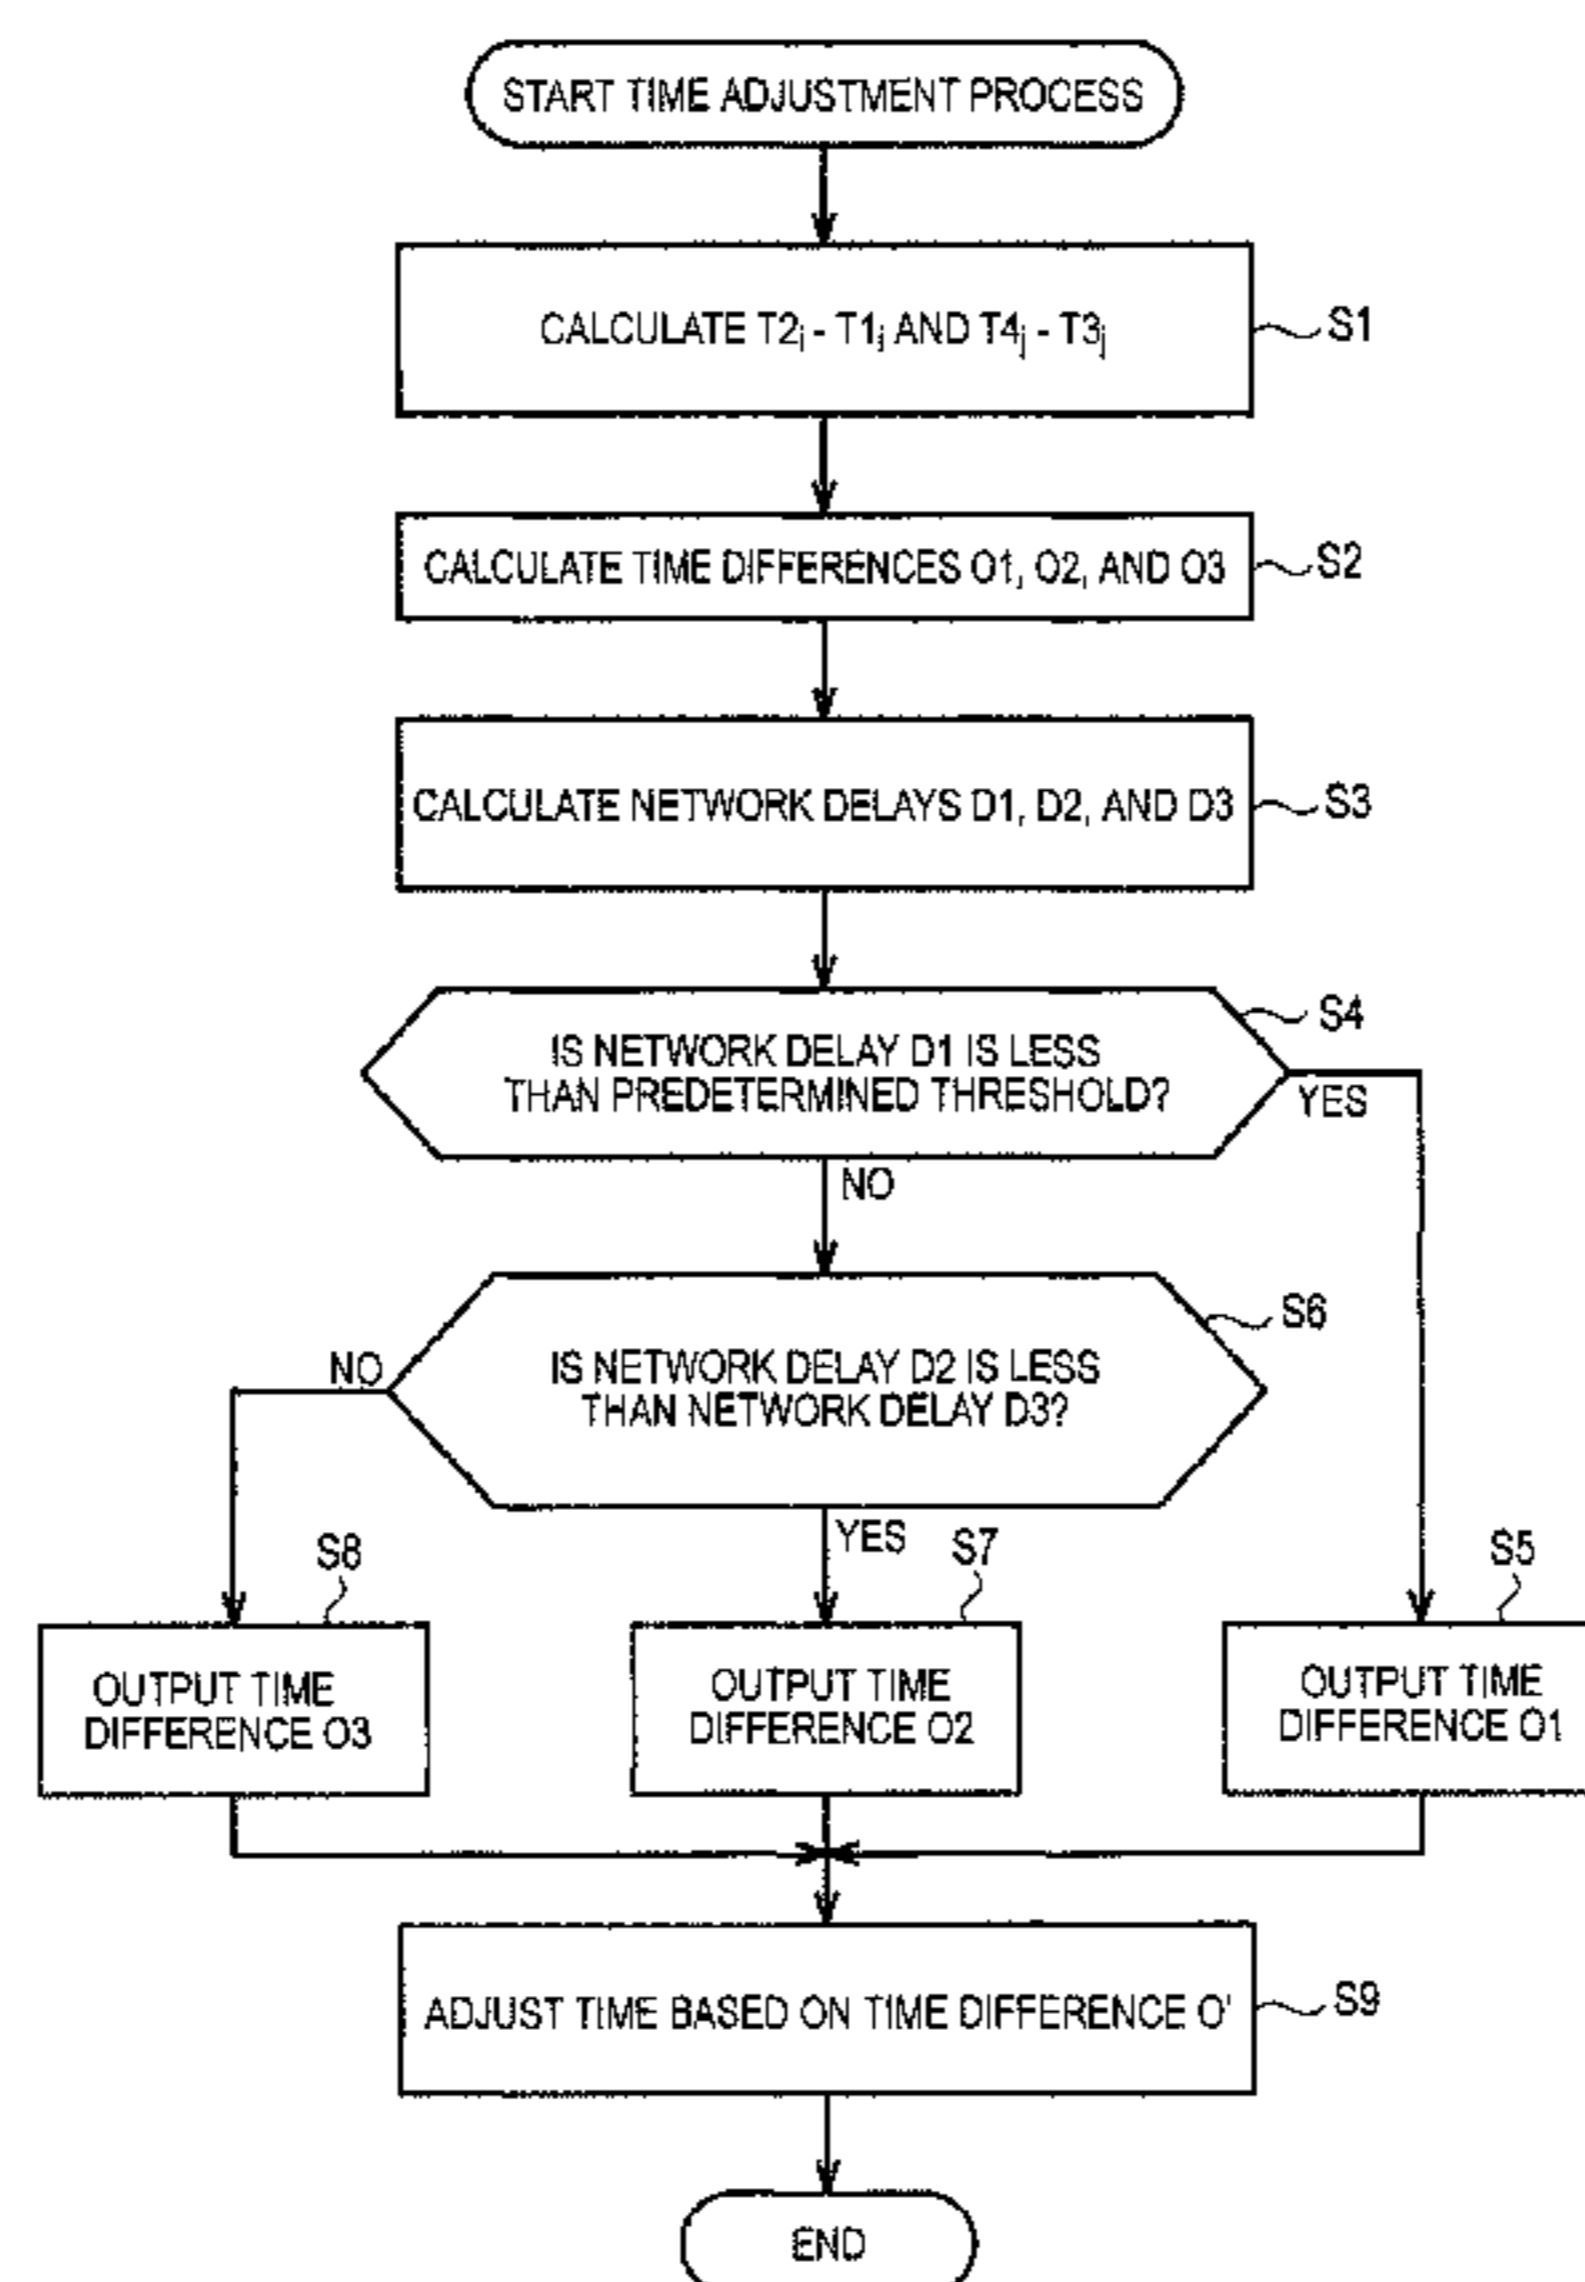 START TIME ADJUSTMENT PROCESS
CALCULATE T2i - T1i AND T4j - T3j
S1
CALCULATE TIME DIFFERENCES O1, O2, AND O3
S2
CALCULATE NETWORK DELAYS D1, D2, AND D3
S3
S4
IS NETWORK DELAY D1 IS LESS
THAN PREDETERMINED THRESHOLD?
YES
NO
S6
NO
IS NETWORK DELAY D2 IS LESS
THAN NETWORK DELAY D3?
YES
S8
S7
S5
OUTPUT TIME
DIFFERENCE O3
OUTPUT TIME
DIFFERENCE O2
OUTPUT TIME
DIFFERENCE O1
ADJUST TIME BASED ON TIME DIFFERENCE O'
S9
END